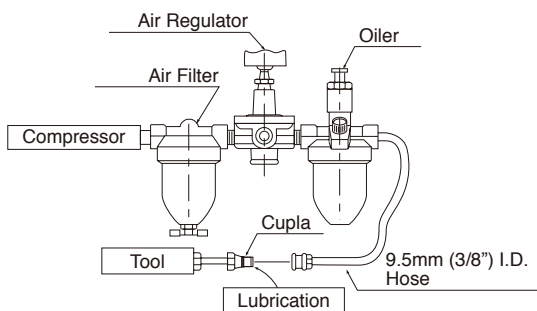 Air Regulator
Oiler
Air Filter
Compressor
Cupla
Tool
9.5mm (3/8”) I.D.
Hose
Lubrication